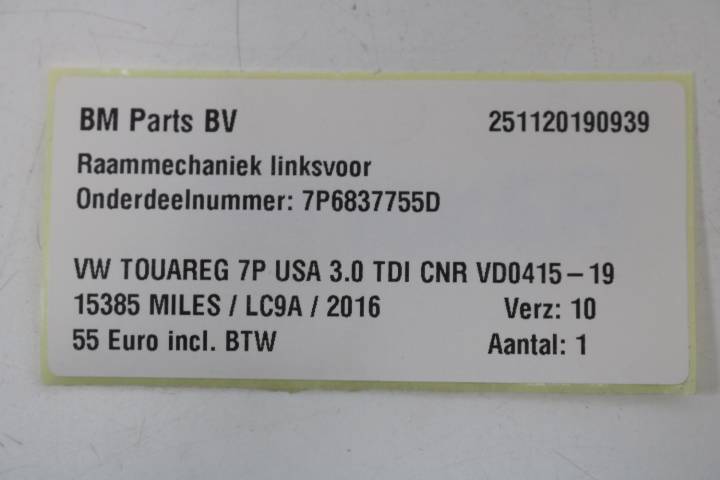 BM Parts BV 251120190939
Raammechaniek linksvoor
Onderdeelnummer: 7P6837755D
VW TOUAREG 7P USA 3.0 TDI CNR VD0415-19
15385 MILES / LC9A / 2016 Verz: 10
55 Euro incl. BTW Aantal: 1